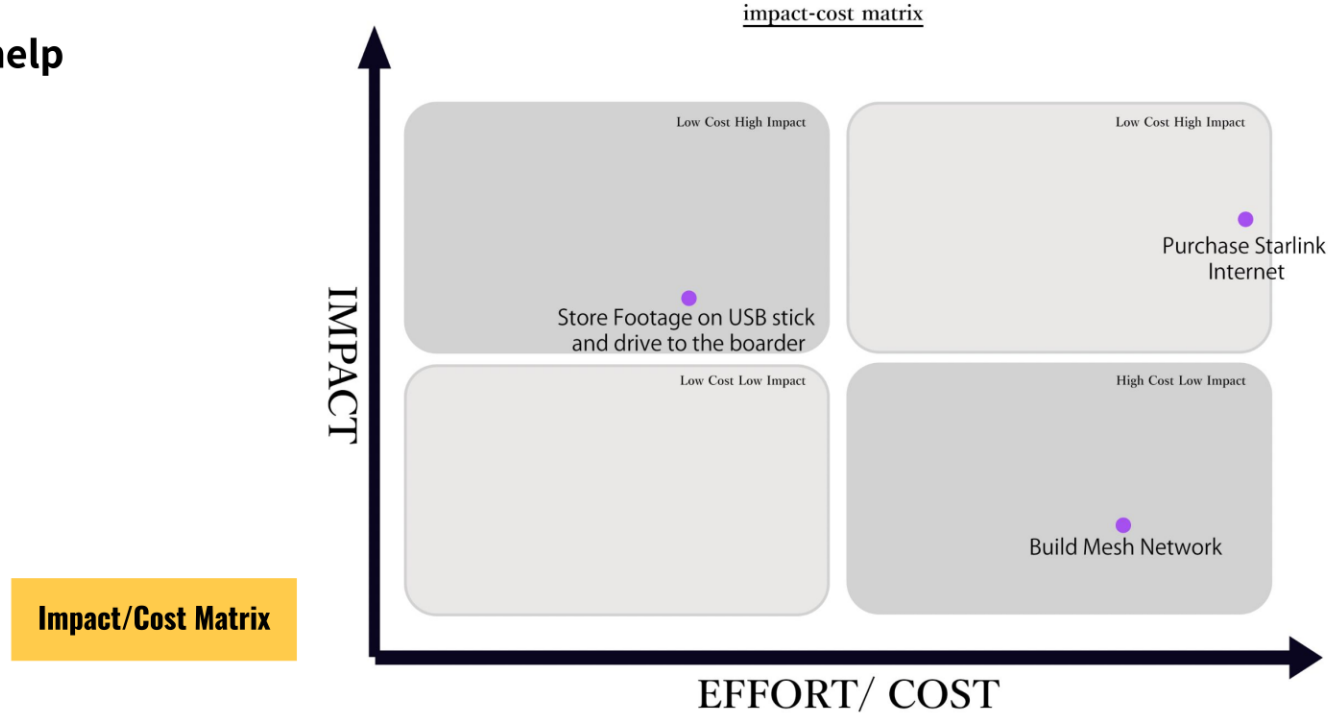 impact-cost matrix
help
Low Cost High Impact
Low Cost High Impact
Purchase Starlink
Internet
Store Footage on USB stick
and drive to the boarder
IMPACT
Low Cost Low Impact
High Cost Low Impact
Build Mesh Network
Impact/Cost Matrix
EFFORT/ COST